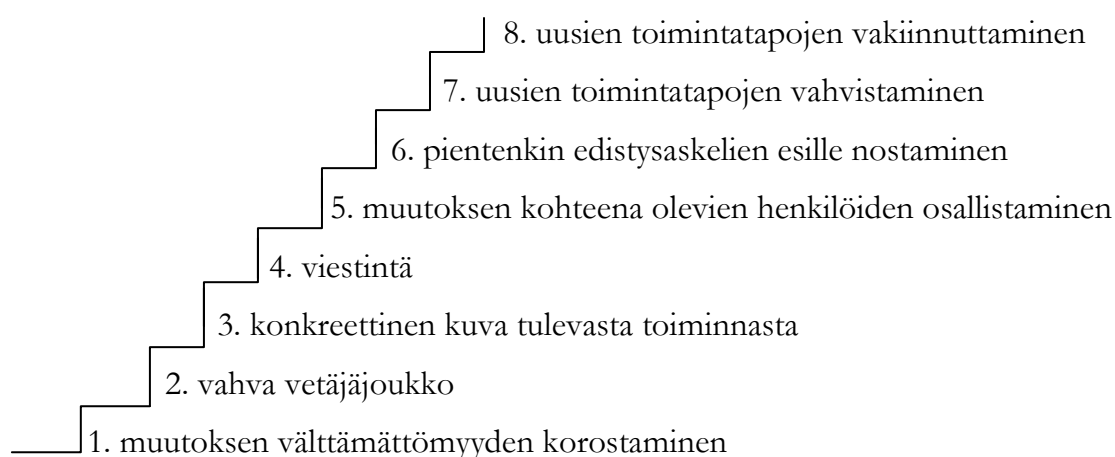 8. uusien toimintatapojen vakiinnuttaminen
7. uusien toimintatapojen vahvistaminen
6. pientenkin edistysaskelien esille nostaminen
5. muutoksen kohteena olevien henkilöiden osallistaminen
4. viestintä
3. konkreettinen kuva tulevasta toiminnasta
2. vahva vetäjäjoukko
1. muutoksen välttämättömyyden korostaminen